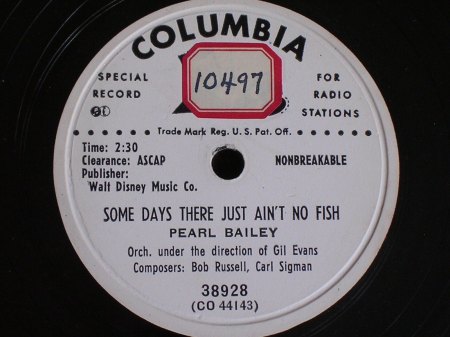 COLUMBIA
10497
SPECIAL RECORD
FOR RADIO STATIONS
Trade Mark Reg. U.S. Pat. Off.
Time: 2:30
Clearance: ASCAP NONBREAKABLE
Publisher:
Walt Disney Music Co.
SOME DAYS THERE JUST AIN'T NO FISH
PEARL BAILEY
Orch. under the direction of Gil Evans
Composers: Bob Russell, Carl Sigman
38928
(CO 44143)